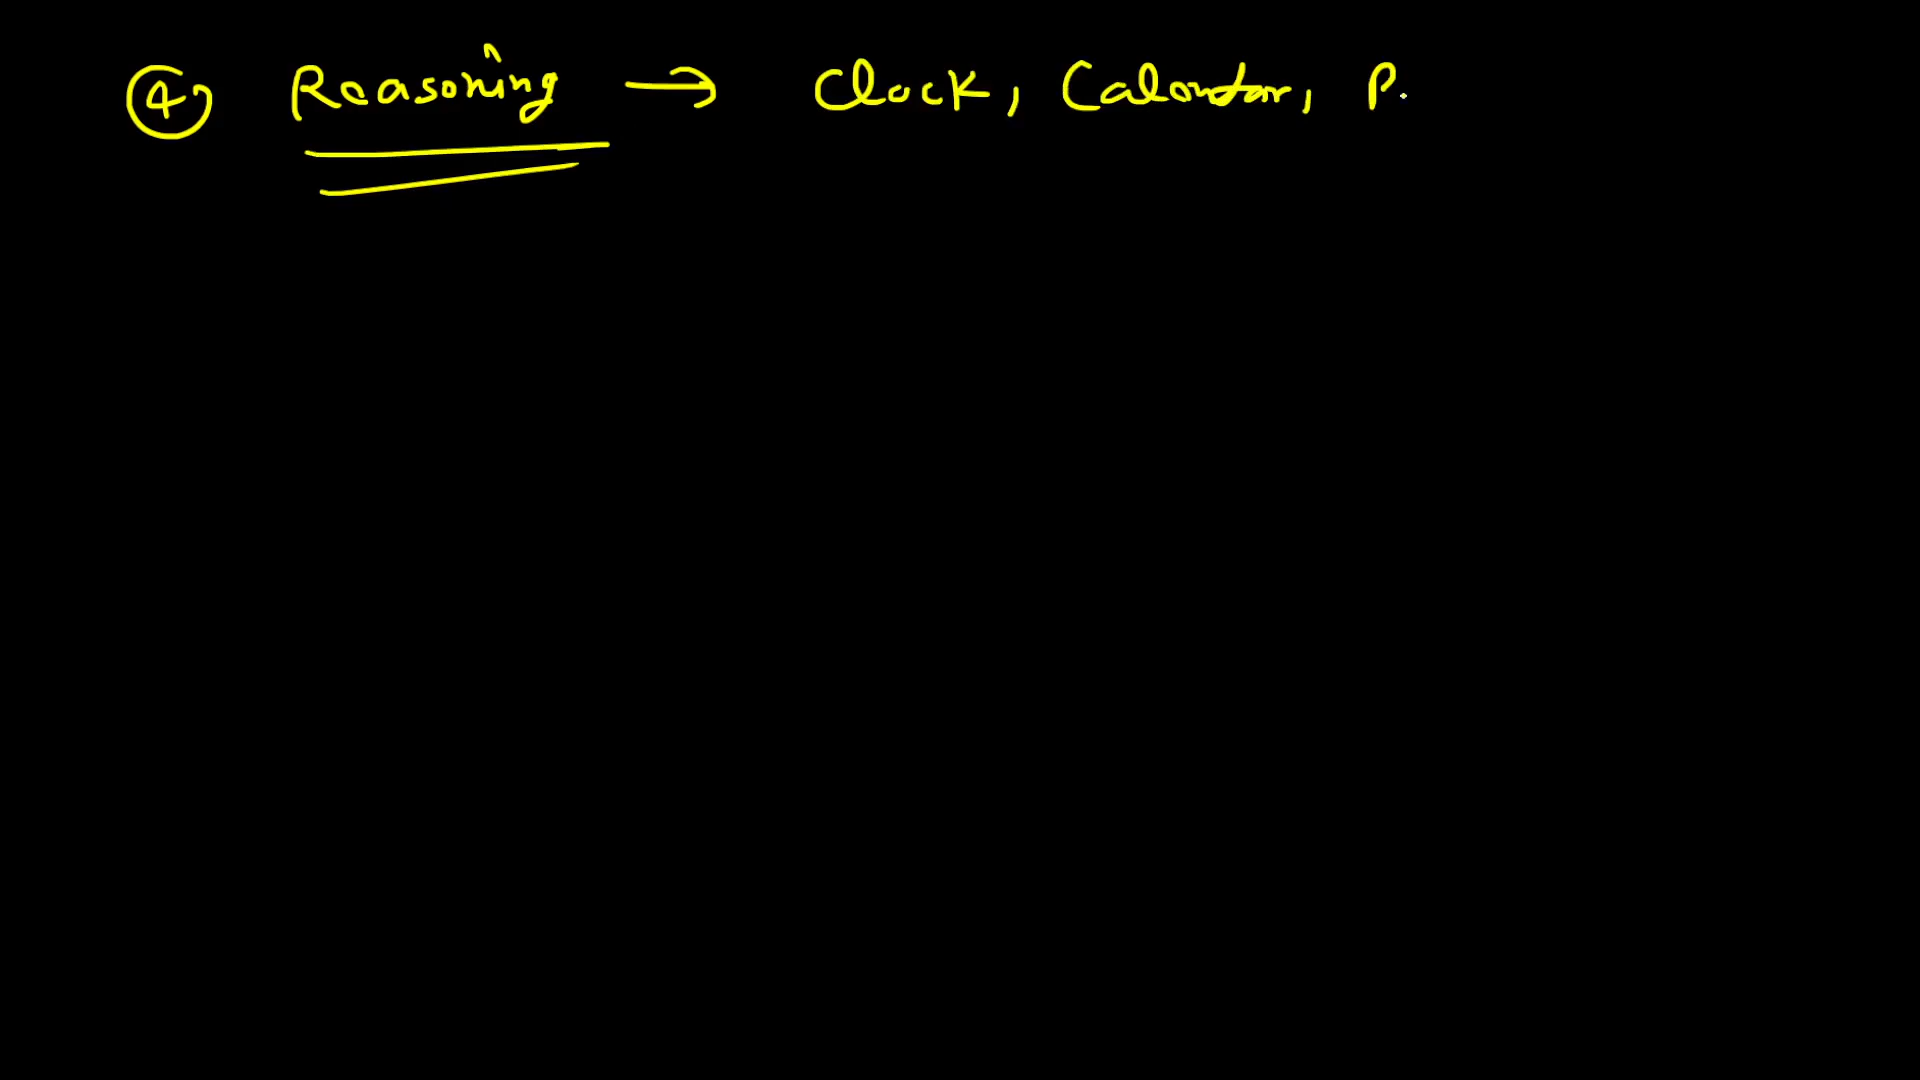 ④ Reasoning → Clock, Calendar, P.